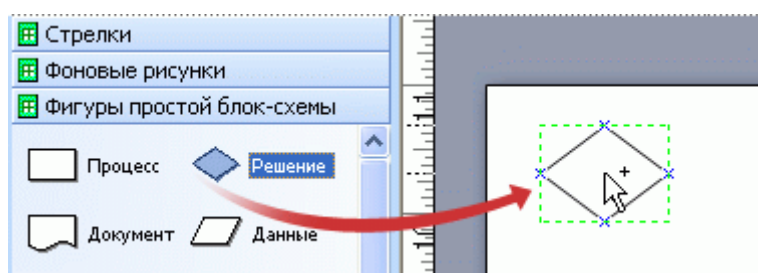 Стрелки
Фоновые рисунки
Фигуры простой блок-схемы
Процесс Решение
Документ Данные